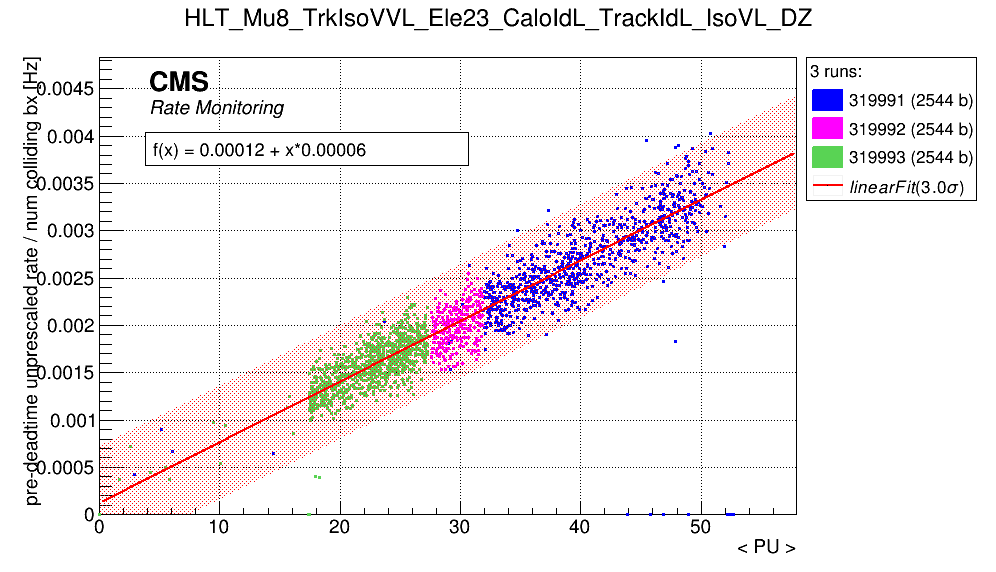 HLT_Mu8_TrkIsoVVL_Ele23_CaloIdL_TrackIdL_IsoVL_DZ
pre-deadtime unprescaled rate / num colliding bx [Hz]
CMS
Rate Monitoring
f(x) = 0.00012 + x*0.00006
0.0045
0.004
0.0035
0.003
0.0025
0.002
0.0015
0.001
0.0005
0
0 10 20 30 40 50
< PU >
3 runs:
319991 (2544 b)
319992 (2544 b)
319993 (2544 b)
linearFit(3.0σ)